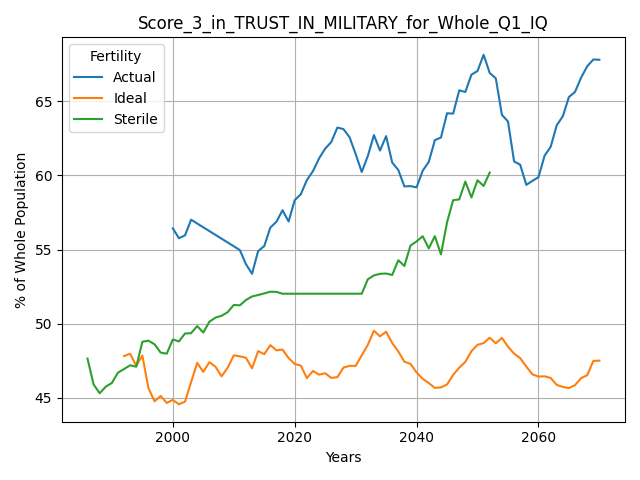 Score_3_in_TRUST_IN_MILITARY_for_Whole_Q1_IQ
Fertility
Actual
Ideal
Sterile
% of Whole Population
65
60
55
50
45
2000
2020
2040
2060
Years